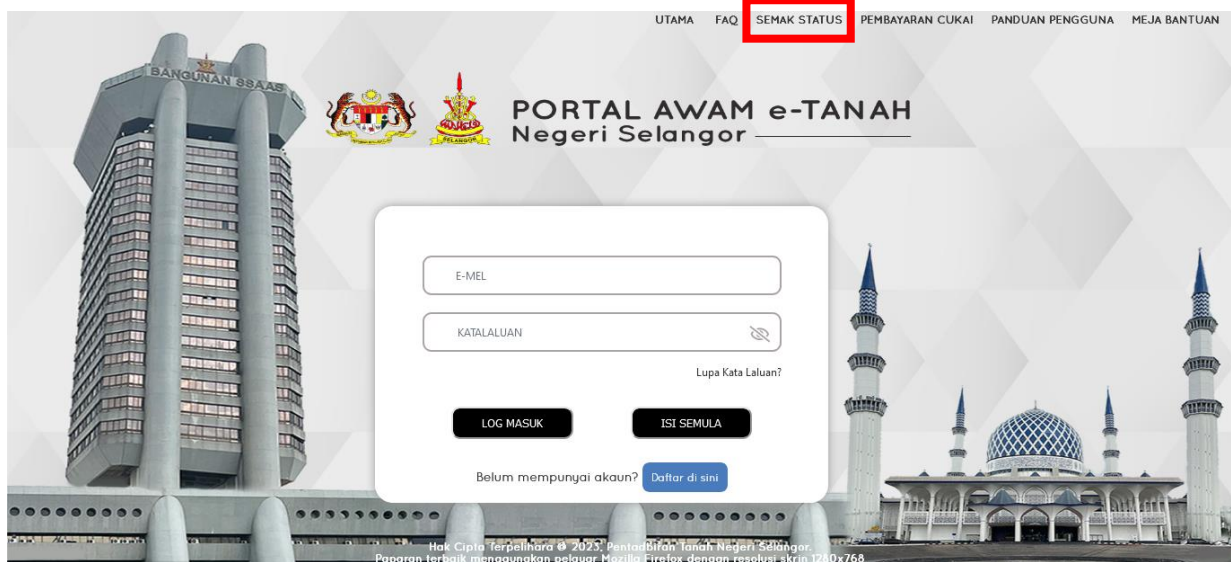 UTAMA FAQ SEMAK STATUS PEMBAYARAN CUKAI PANDUAN PENGGUNA MEJA BANTUAN
BANGUNAN SSAAS
SELANGOR
PORTAL AWAM e-TANAH
Negeri Selangor
E-MEL
KATALALUAN
Lupa Kata Laluan?
LOG MASUK ISI SEMULA
Belum mempunyai akaun? Daftar di sini
Hak Cipta Terpelihara © 2023, Pentadbiran Tanah Negeri Selangor.
Paparan terbaik menggunakan pelayar Mozilla Firefox dengan resolusi skrin 1280x768